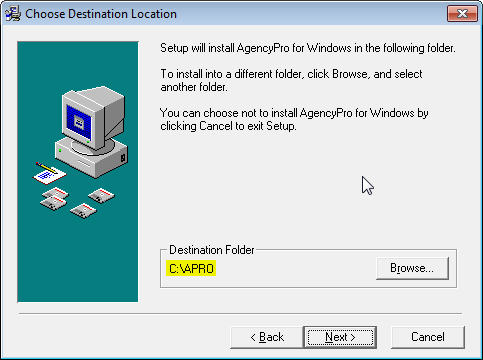 Choose Destination Location
Setup will install AgencyPro for Windows in the following folder.
To install into a different folder, click Browse, and select
another folder.
You can choose not to install AgencyPro for Windows by
clicking Cancel to exit Setup.
Destination Folder
C:\APRO
Browse...
< Back
Next >
Cancel